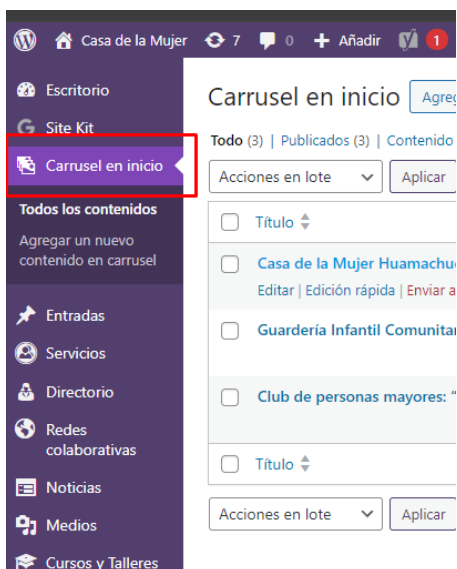 Casa de la Mujer 7 0 + Añadir 1
Escritorio
Site Kit
Carrusel en inicio
Todos los contenidos
Agregar un nuevo
contenido en carrusel
Entradas
Servicios
Directorio
Redes
colaborativas
Noticias
Medios
Cursos y Talleres
Carrusel en inicio
Todo (3) | Publicados (3) | Contenido
Acciones en lote Aplicar
Título
Casa de la Mujer
Editar | Edición rápida | Enviar a
Guardería Infantil
Club de personas mayores: “
Título
Acciones en lote Aplicar